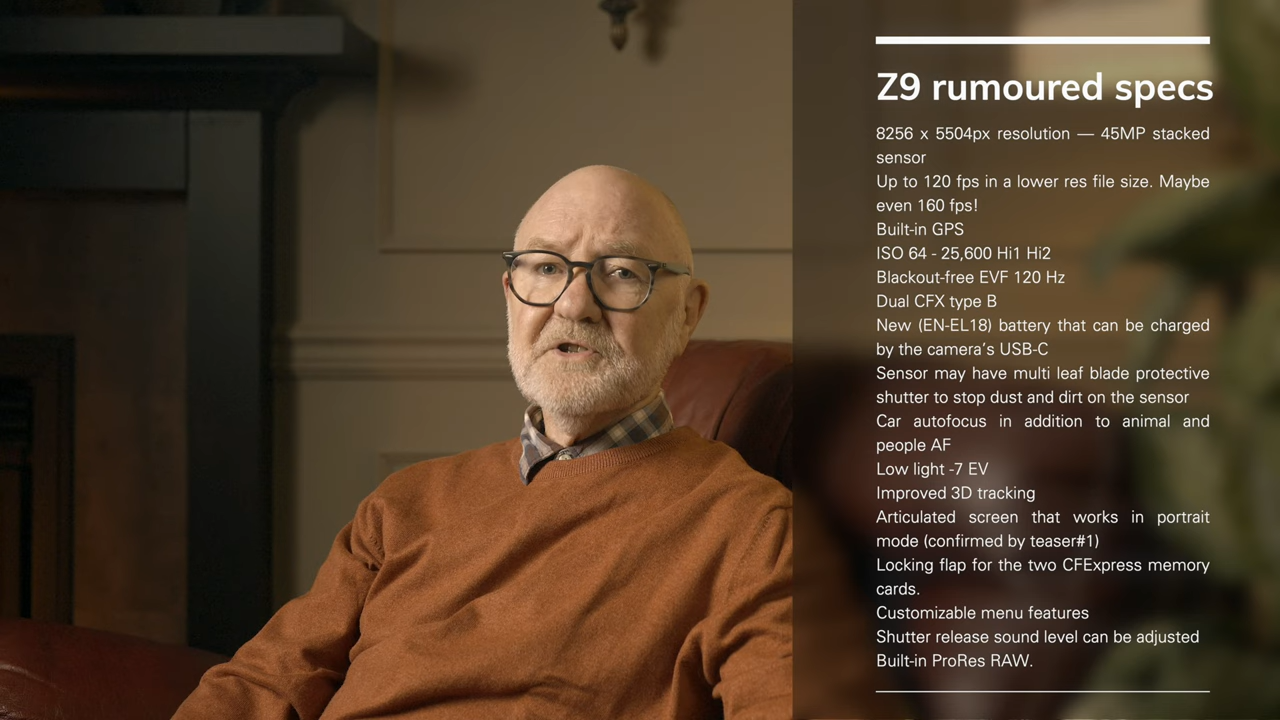 Z9 rumoured specs
8256 x 5504px resolution — 45MP stacked
sensor
Up to 120 fps in a lower res file size. Maybe
even 160 fps!
Built-in GPS
ISO 64 - 25,600 Hi1 Hi2
Blackout-free EVF 120 Hz
Dual CFX type B
New (EN-EL18) battery that can be charged
by the camera's USB-C
Sensor may have multi leaf blade protective
shutter to stop dust and dirt on the sensor
Car autofocus in addition to animal and
people AF
Low light -7 EV
Improved 3D tracking
Articulated screen that works in portrait
mode (confirmed by teaser#1)
Locking flap for the two CFExpress memory
cards.
Customizable menu features
Shutter release sound level can be adjusted
Built-in ProRes RAW.